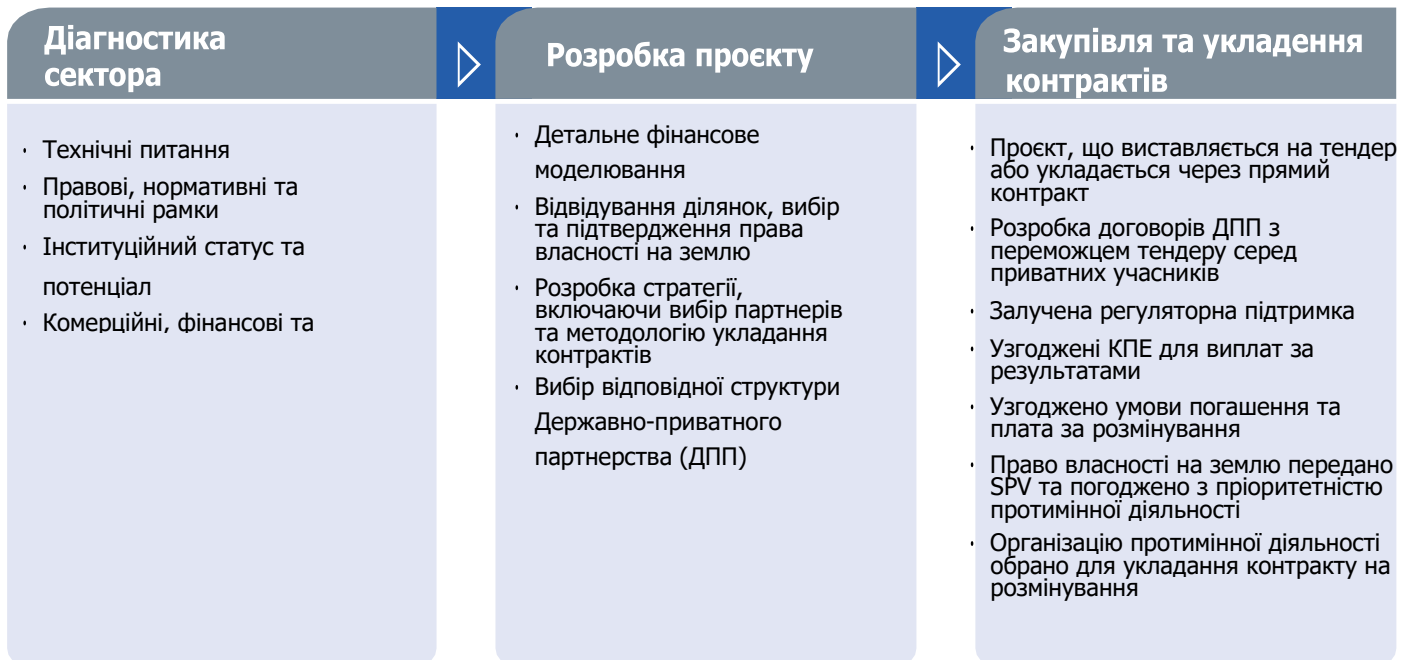 Діагностика
сектора
Розробка проєкту
Закупівля та укладення
контрактів
· Технічні питання
· Правові, нормативні та
політичні рамки
· Інституційний статус та
потенціал
· Комерційні, фінансові та
· Детальне фінансове
моделювання
· Відвідування ділянок, вибір
та підтвердження права
власності на землю
· Розробка стратегії,
включаючи вибір партнерів
та методологію укладання
контрактів
· Вибір відповідної структури
Державно-приватного
партнерства (ДПП)
· Проєкт, що виставляється на тендер
або укладається через прямий
контракт
· Розробка договорів ДПП з
переможцем тендеру серед
приватних учасників
· Залучена регуляторна підтримка
· Узгоджені КПЕ для виплат за
результатами
· Узгоджено умови погашення та
плата за розмінування
· Право власності на землю передано
SPV та погоджено з пріоритетністю
протимінної діяльності
· Організацію протимінної діяльності
обрано для укладання контракту на
розмінування